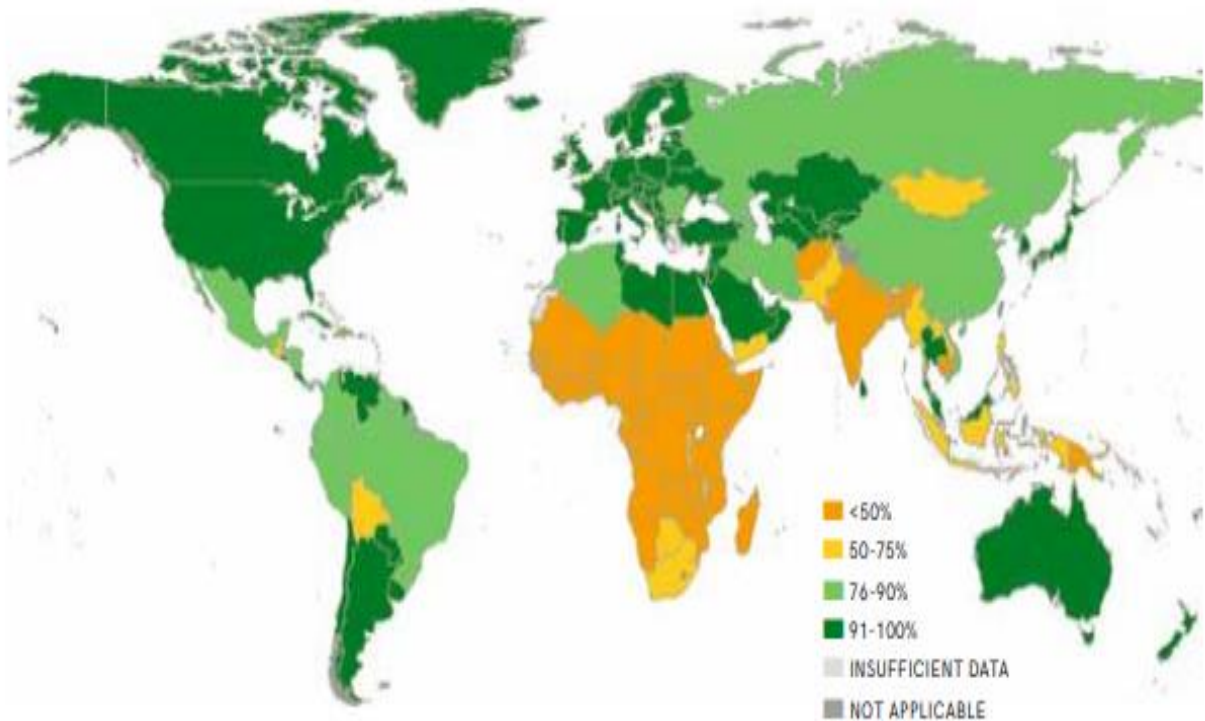 <50%
50-75%
76-90%
91-100%
INSUFFICIENT DATA
NOT APPLICABLE